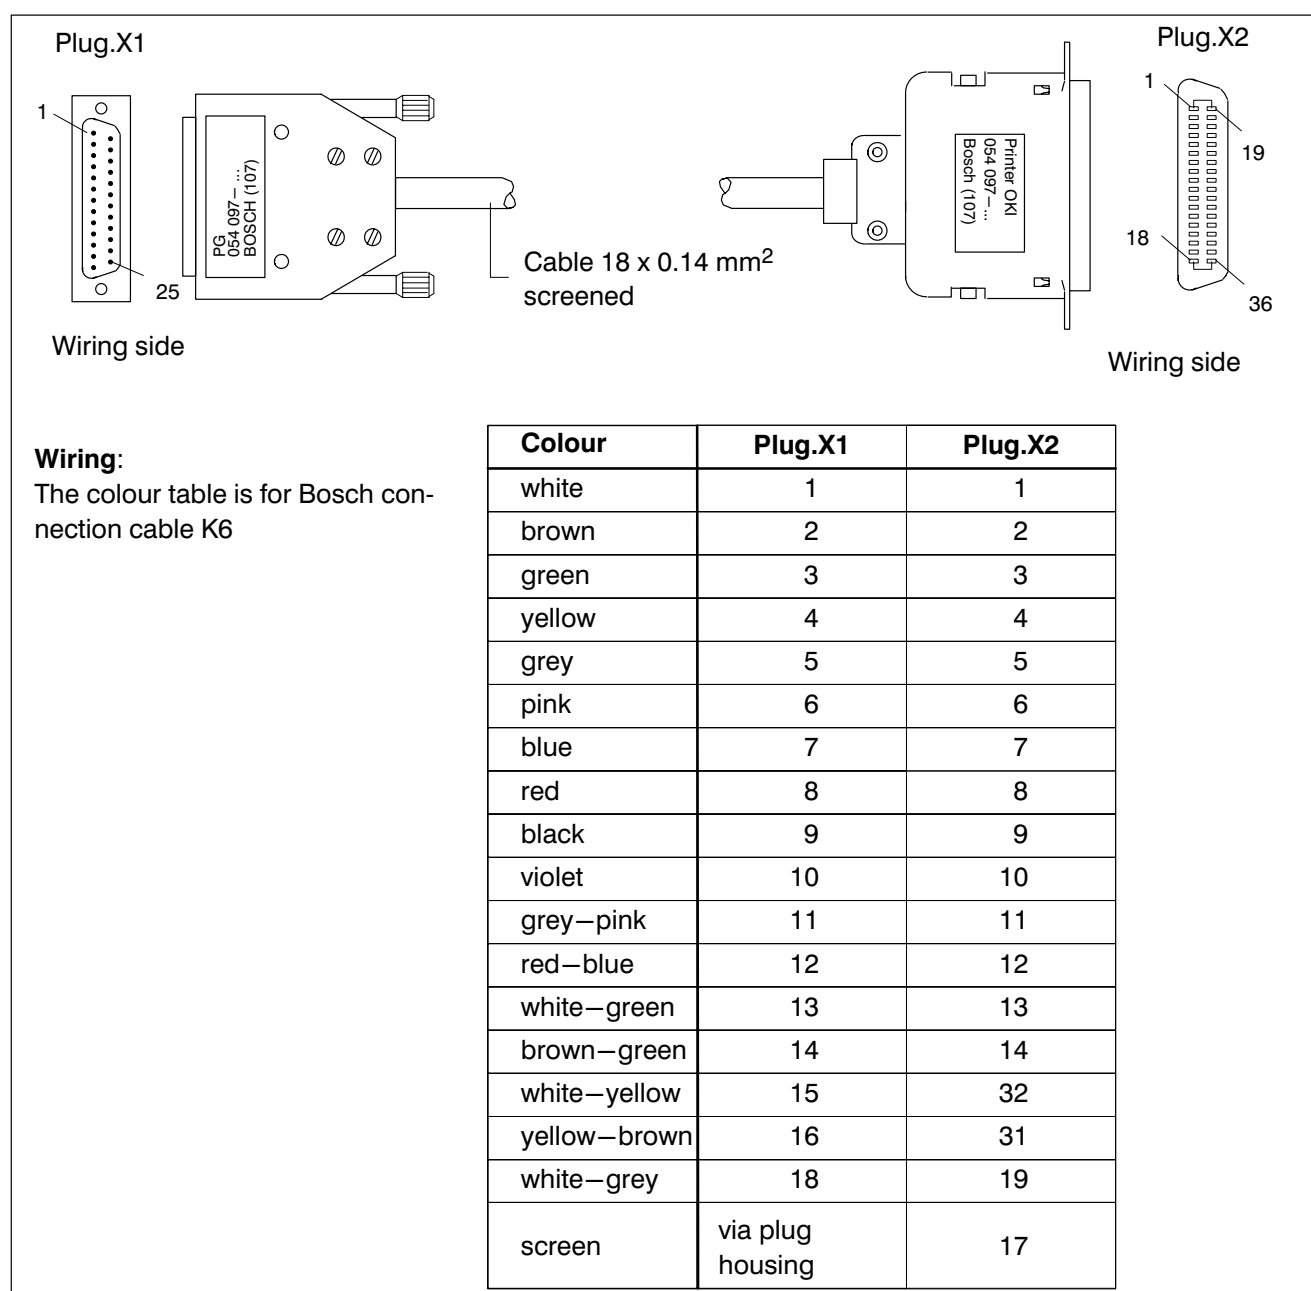 Plug.X1
Plug.X2
1
25
PG
054 097— ...
BOSCH (107)
Cable 18 x 0.14 mm2
screened
Printer OKI
054 097— ...
Bosch (107)
1
19
18
36
Wiring side
Wiring side
Wiring:
The colour table is for Bosch con-
nection cable K6
Colour Plug.X1 Plug.X2
white 1 1
brown 2 2
green 3 3
yellow 4 4
grey 5 5
pink 6 6
blue 7 7
red 8 8
black 9 9
violet 10 10
grey—pink 11 11
red—blue 12 12
white—green 13 13
brown—green 14 14
white—yellow 15 32
yellow—brown 16 31
white—grey 18 19
screen via plug housing 17